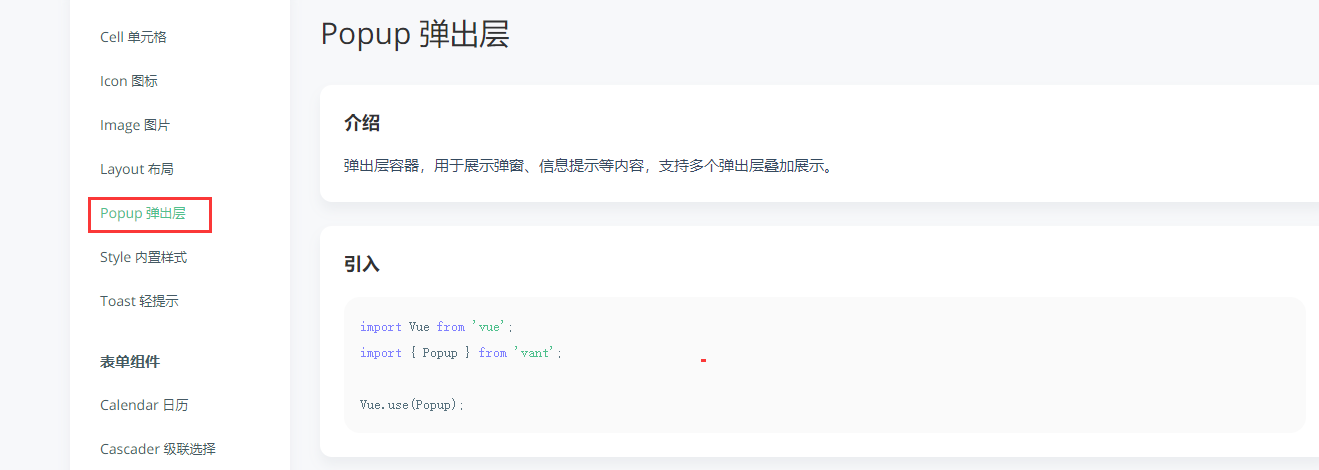 Cell 单元格
Icon 图标
Image 图片
Layout 布局
Popup 弹出层
Style 内置样式
Toast 轻提示
表单组件
Calendar 日历
Cascader 级联选择
Popup 弹出层
介绍
弹出层容器，用于展示弹窗、信息提示等内容，支持多个弹出层叠加展示。
引入
import Vue from 'vue';
import { Popup } from 'vant';
Vue.use(Popup);